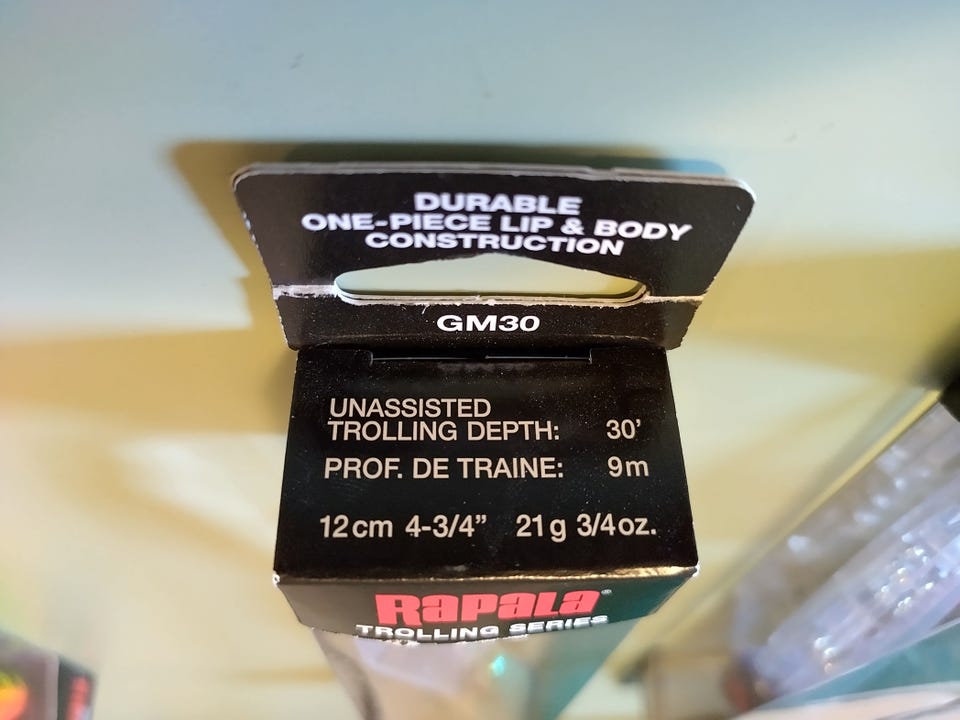 DURABLE
ONE-PIECE LIP & BODY
CONSTRUCTION
GM30
UNASSISTED
TROLLING DEPTH: 30'
PROF. DE TRAINE: 9m
12cm 4-3/4" 21g 3/4oz.
RAPALA®
TROLLING SERIES